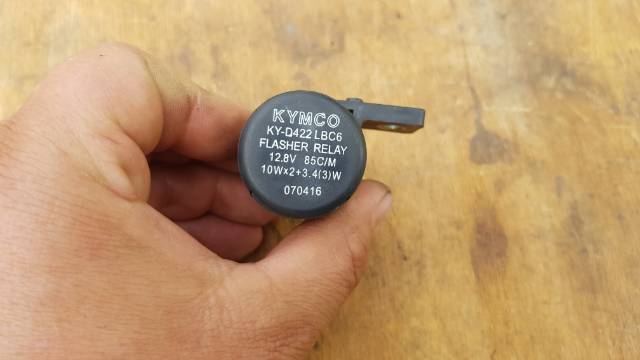 KYMCO
KY-D422 LBC6
FLASHER RELAY
12.8V 85C/M
10Wx2+3.4(3)W
070416